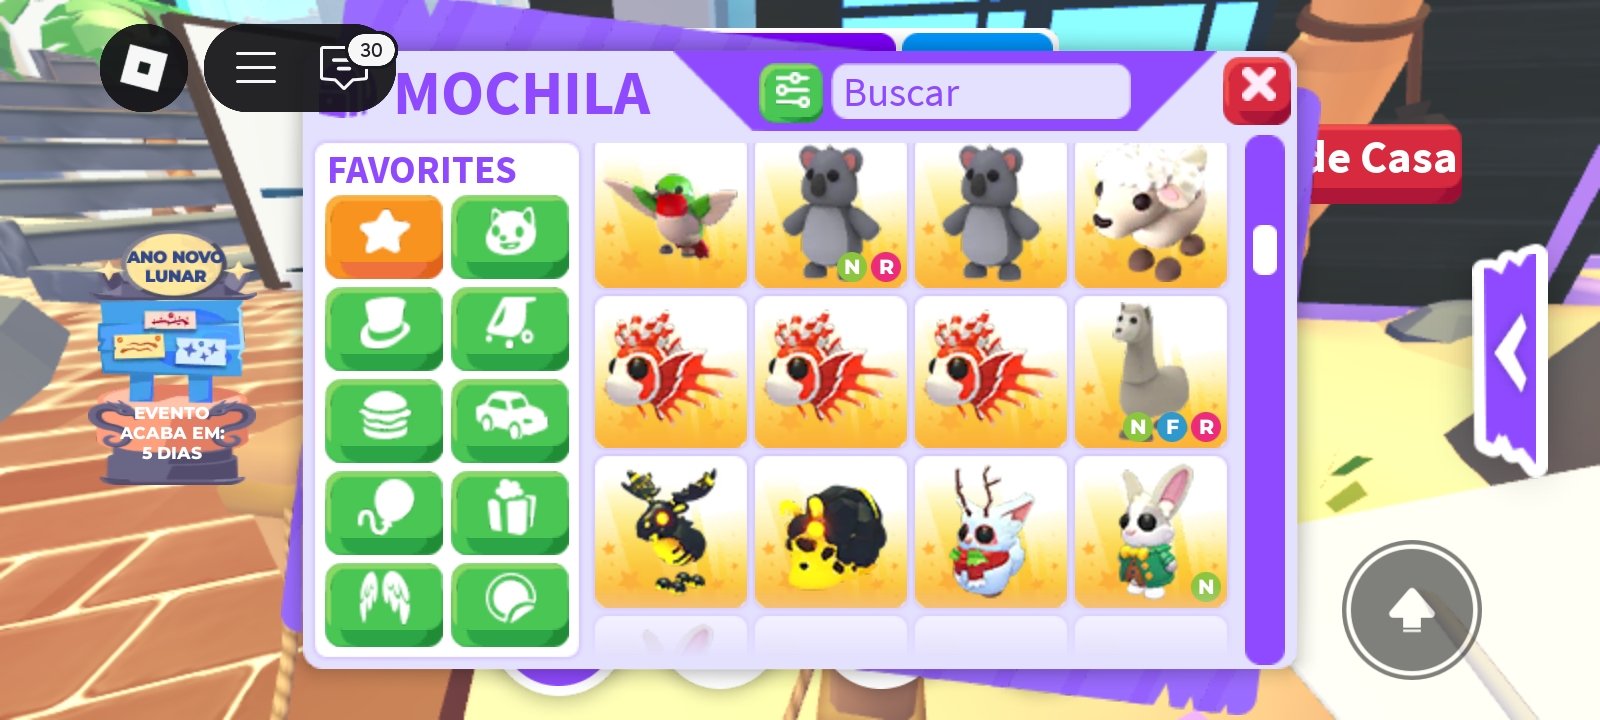 30
MOCHILA
Buscar
FAVORITES
de Casa
ANO NOVO
LUNAR
EVENTO
ACABA EM:
5 DIAS
N R
N F R
N